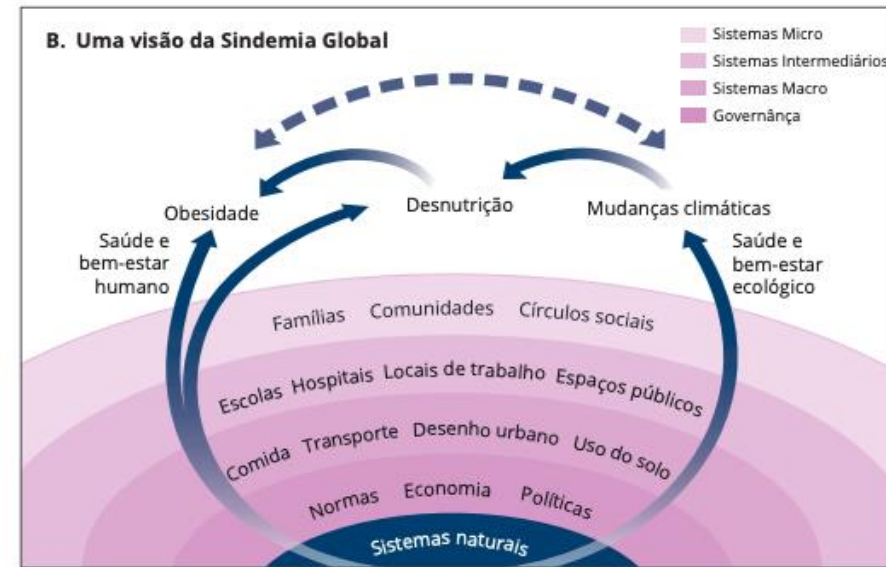 B. Uma visão da Sindemia Global
Sistemas Micro
Sistemas Intermediários
Sistemas Macro
Governânça
Obesidade
Desnutrição
Mudanças climáticas
Saúde e
bem-estar
humano
Saúde e
bem-estar
ecológico
Famílias Comunidades Círculos sociais
Escolas Hospitais Locais de trabalho Espaços públicos
Comida Transporte Desenho urbano Uso do solo
Normas Economia Políticas
Sistemas naturais